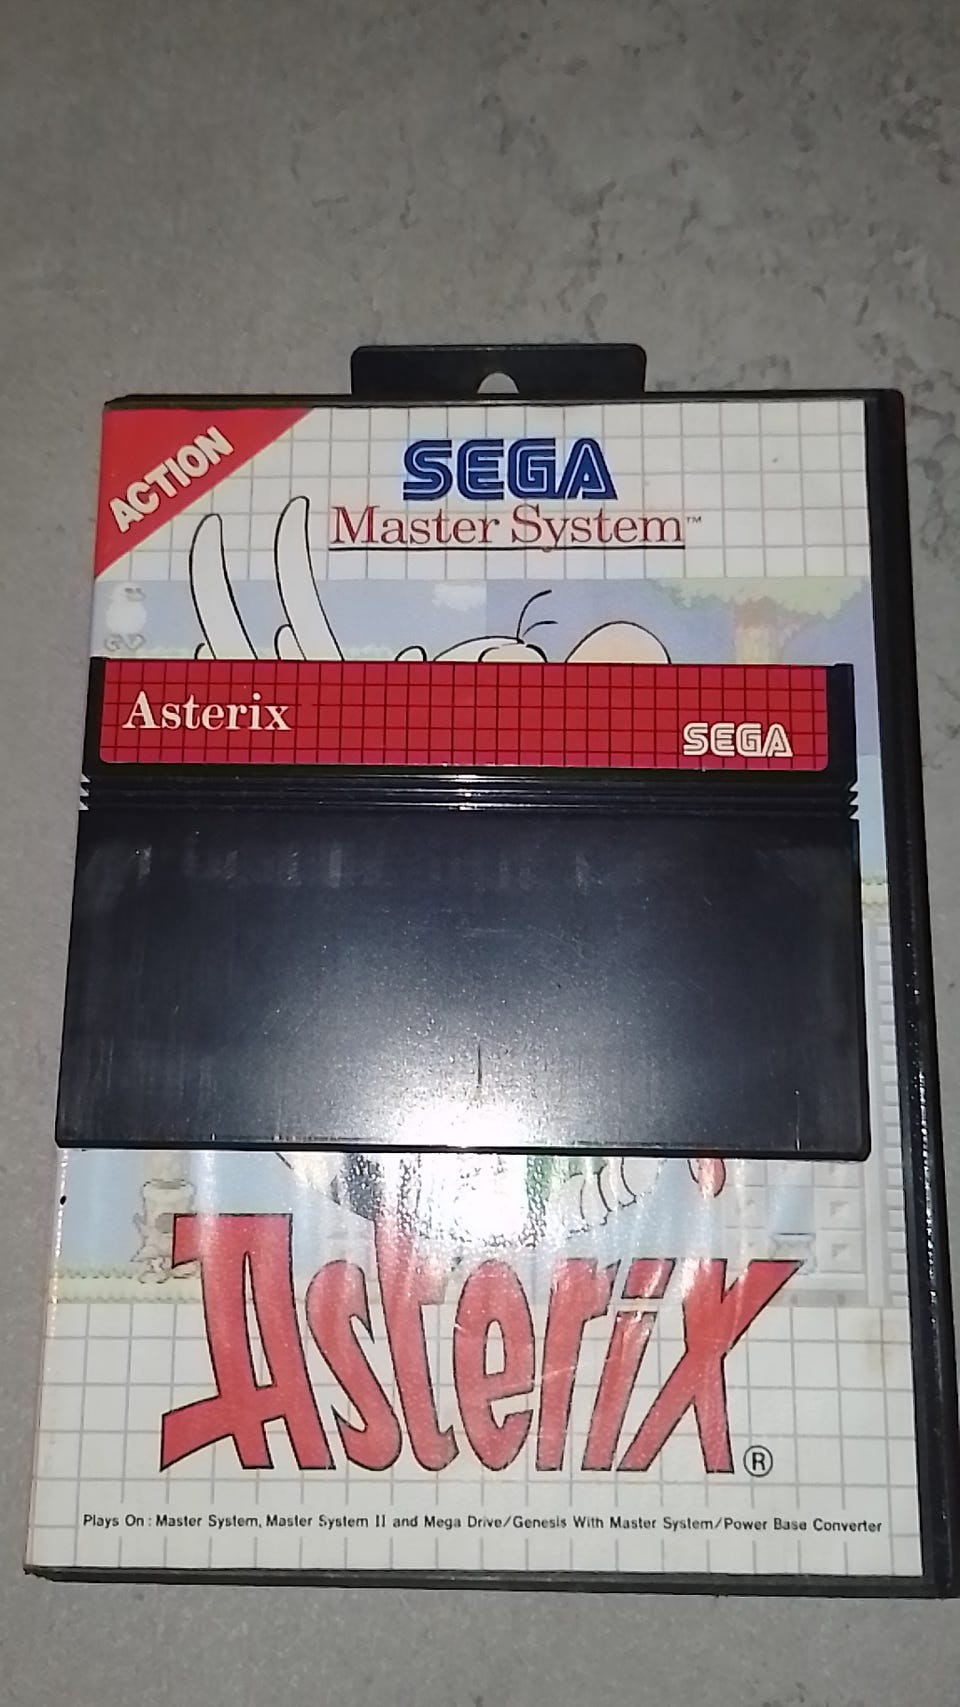 ACTION
SEGA
Master System™
Asterix
SEGA
Asterix®
Plays On : Master System, Master System II and Mega Drive/Genesis With Master System/Power Base Converter